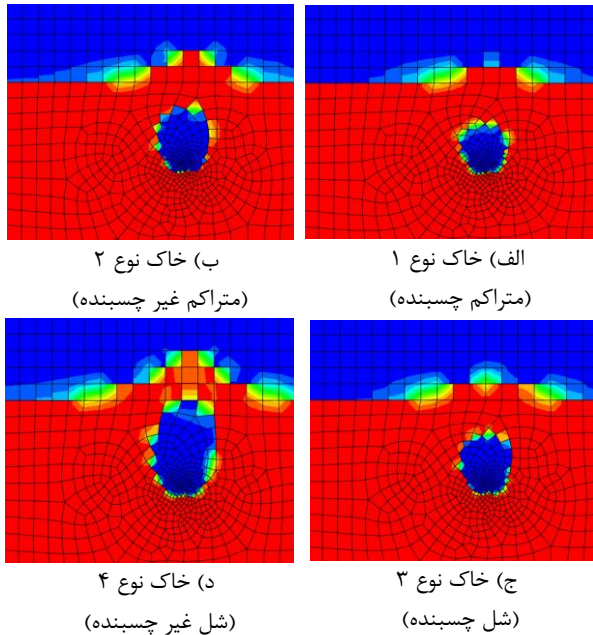 الف) خاک نوع ۱
(متراکم چسبنده)
ب) خاک نوع ۲
(متراکم غیر چسبنده)
ج) خاک نوع ۳
(شل چسبنده)
د) خاک نوع ۴
(شل غیر چسبنده)